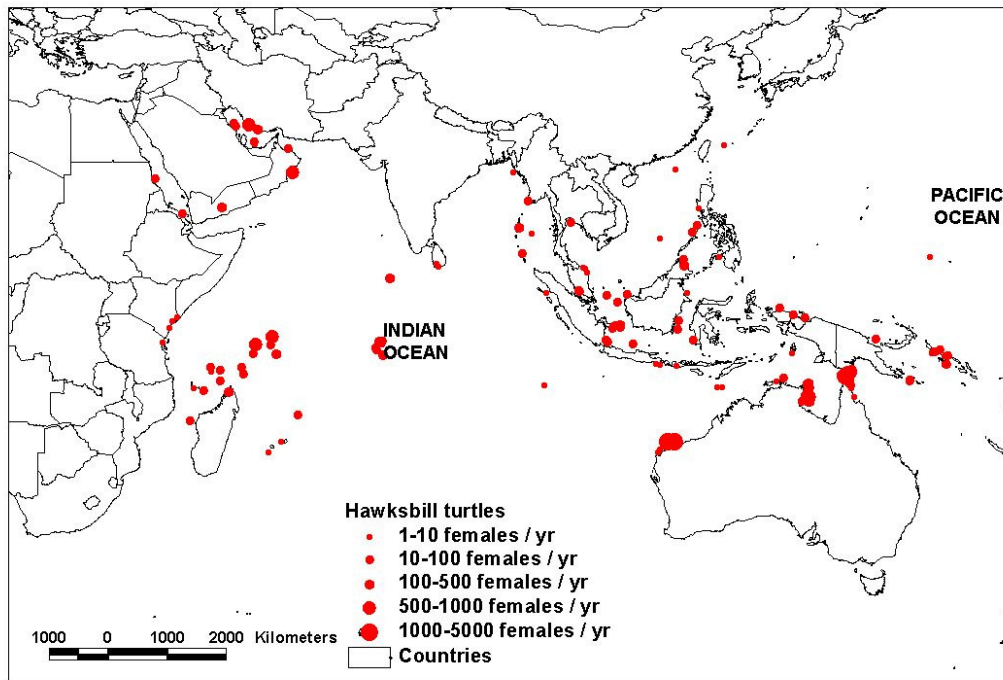 PACIFIC
OCEAN
INDIAN
OCEAN
Hawksbill turtles
1-10 females / yr
10-100 females / yr
100-500 females / yr
500-1000 females / yr
1000-5000 females / yr
Countries
1000 0 1000 2000 Kilometers